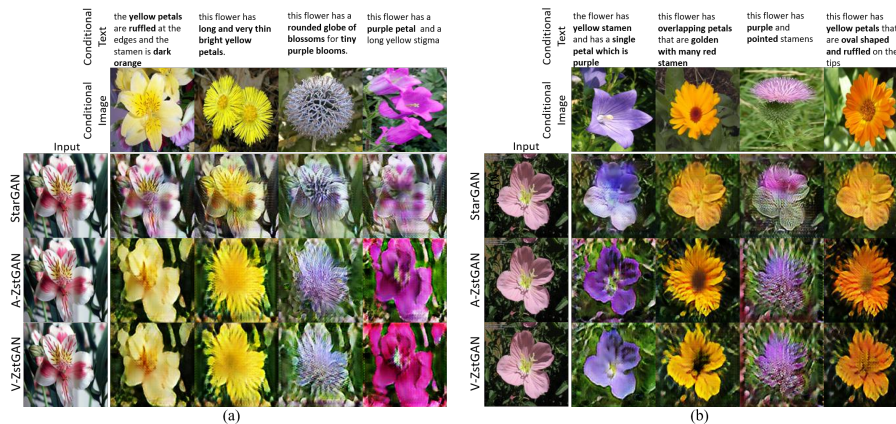 Conditional Text
the yellow petals
are ruffled at the
edges and the
stamen is dark
orange
this flower has
long and very thin
bright yellow
petals.
this flower has a
rounded globe of
blossoms for tiny
purple blooms.
this flower has a
purple petal and a
long yellow stigma
Conditional Image
Input
StarGAN
A-ZstGAN
V-ZstGAN
(a)
Conditional Text
the flower has
yellow stamen
and has a single
petal which is
purple
this flower has
overlapping petals
that are golden
with many red
stamen
this flower has
purple and
pointed stamens
this flower has
yellow petals that
are oval shaped
and ruffled on the
tips
Conditional Image
Input
StarGAN
A-ZstGAN
V-ZstGAN
(b)